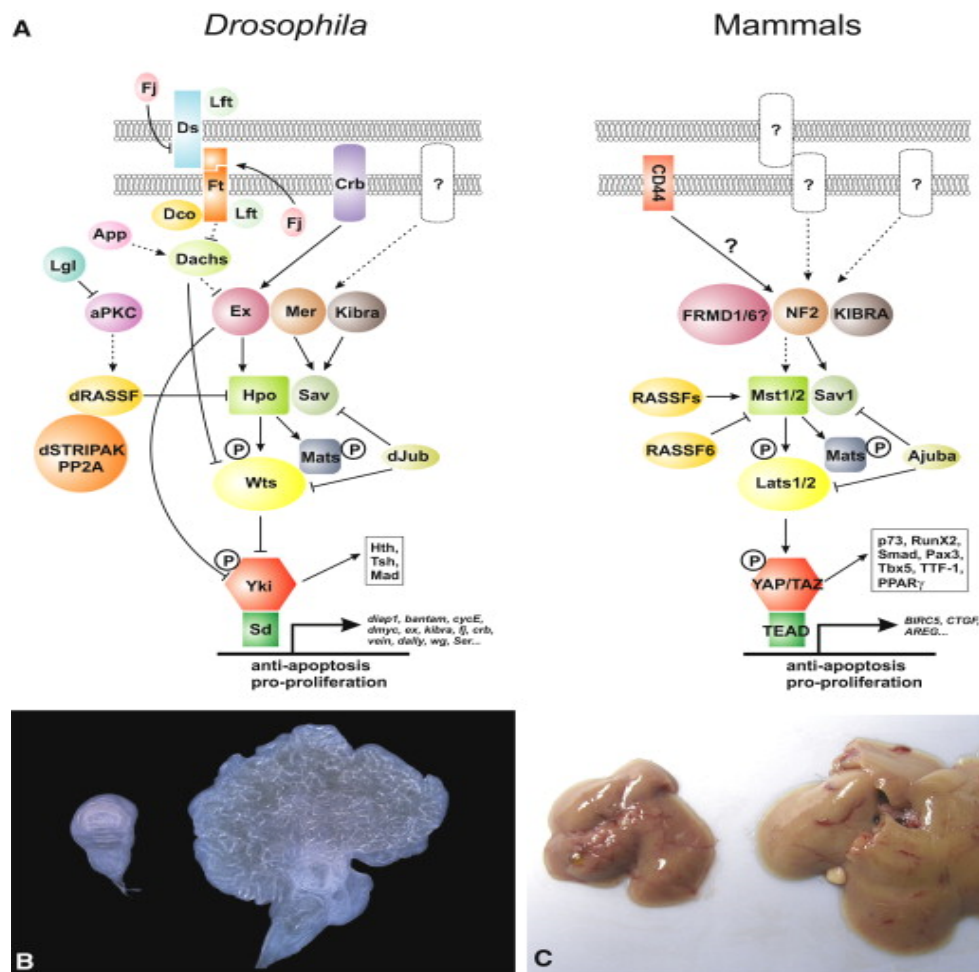 A
Drosophila
Mammals
Fj
Lft
Ds
Ft
Crb
?
Dco
Lft
Fj
App
Dachs
Lgl
aPKC
Ex
Mer
Kibra
dRASSF
Hpo
Sav
dSTRIPAK
PP2A
P
Mats
P
dJub
Wts
P
Yki
Hth,
Tsh,
Mad
Sd
diap1, bantam, cycE,
dmyc, ex, kibra, fj, crb,
vein, dally, wg, Ser...
anti-apoptosis
pro-proliferation
?
CD44
?
?
?
FRMD1/6?
NF2
KIBRA
RASSFs
Mst1/2
Sav1
RASSF6
P
Mats
P
Ajuba
Lats1/2
P
YAP/TAZ
p73, RunX2,
Smad, Pax3,
Tbx5, TTF-1,
PPARγ
TEAD
BIRC5, CTGF,
AREG...
anti-apoptosis
pro-proliferation
B
C